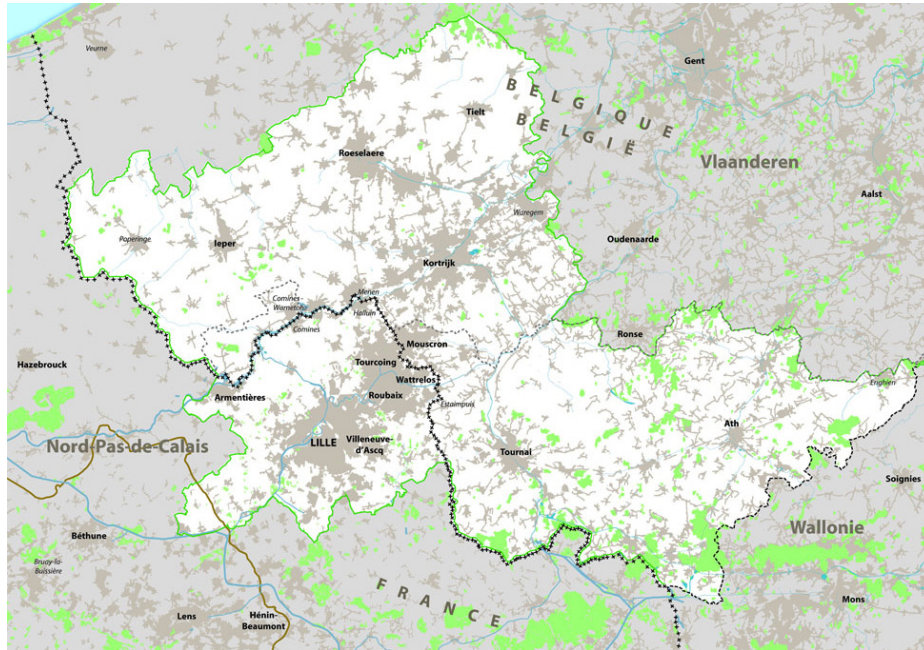 Veurne
Gent
BELGIQUE
BELGIË
Tielt
Roeselaere
Vlaanderen
Aalst
Waregem
Poperinge
Ieper
Oudenaarde
Kortrijk
Menen
Comines
Warneton
Halluin
Comines
Ronse
Mouscron
Hazebrouck
Tourcoing
Wattrelos
Enghien
Armentières
Roubaix
Estaimpuis
Ath
Nord-Pas-de-Calais
LILLE
Villeneuve-
d'Ascq
Tournai
Soignies
Wallonie
Béthune
Bruay-la-
Buissière
FRANCE
Mons
Lens
Hénin-
Beaumont